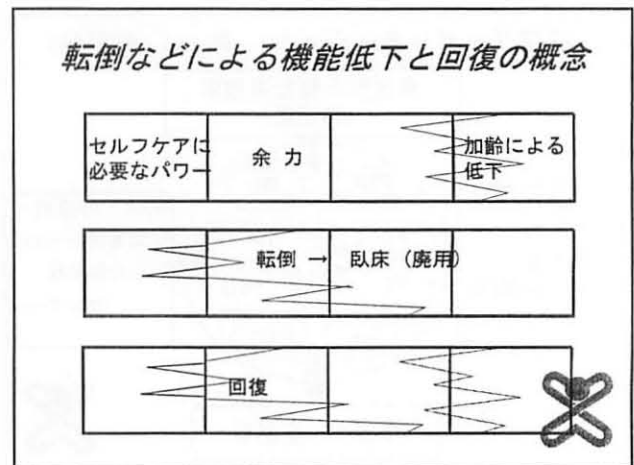 転倒などによる機能低下と回復の概念
セルフケアに
必要なパワー
余 力
加齢による
低下
転倒 → 臥床（廃用）
回復